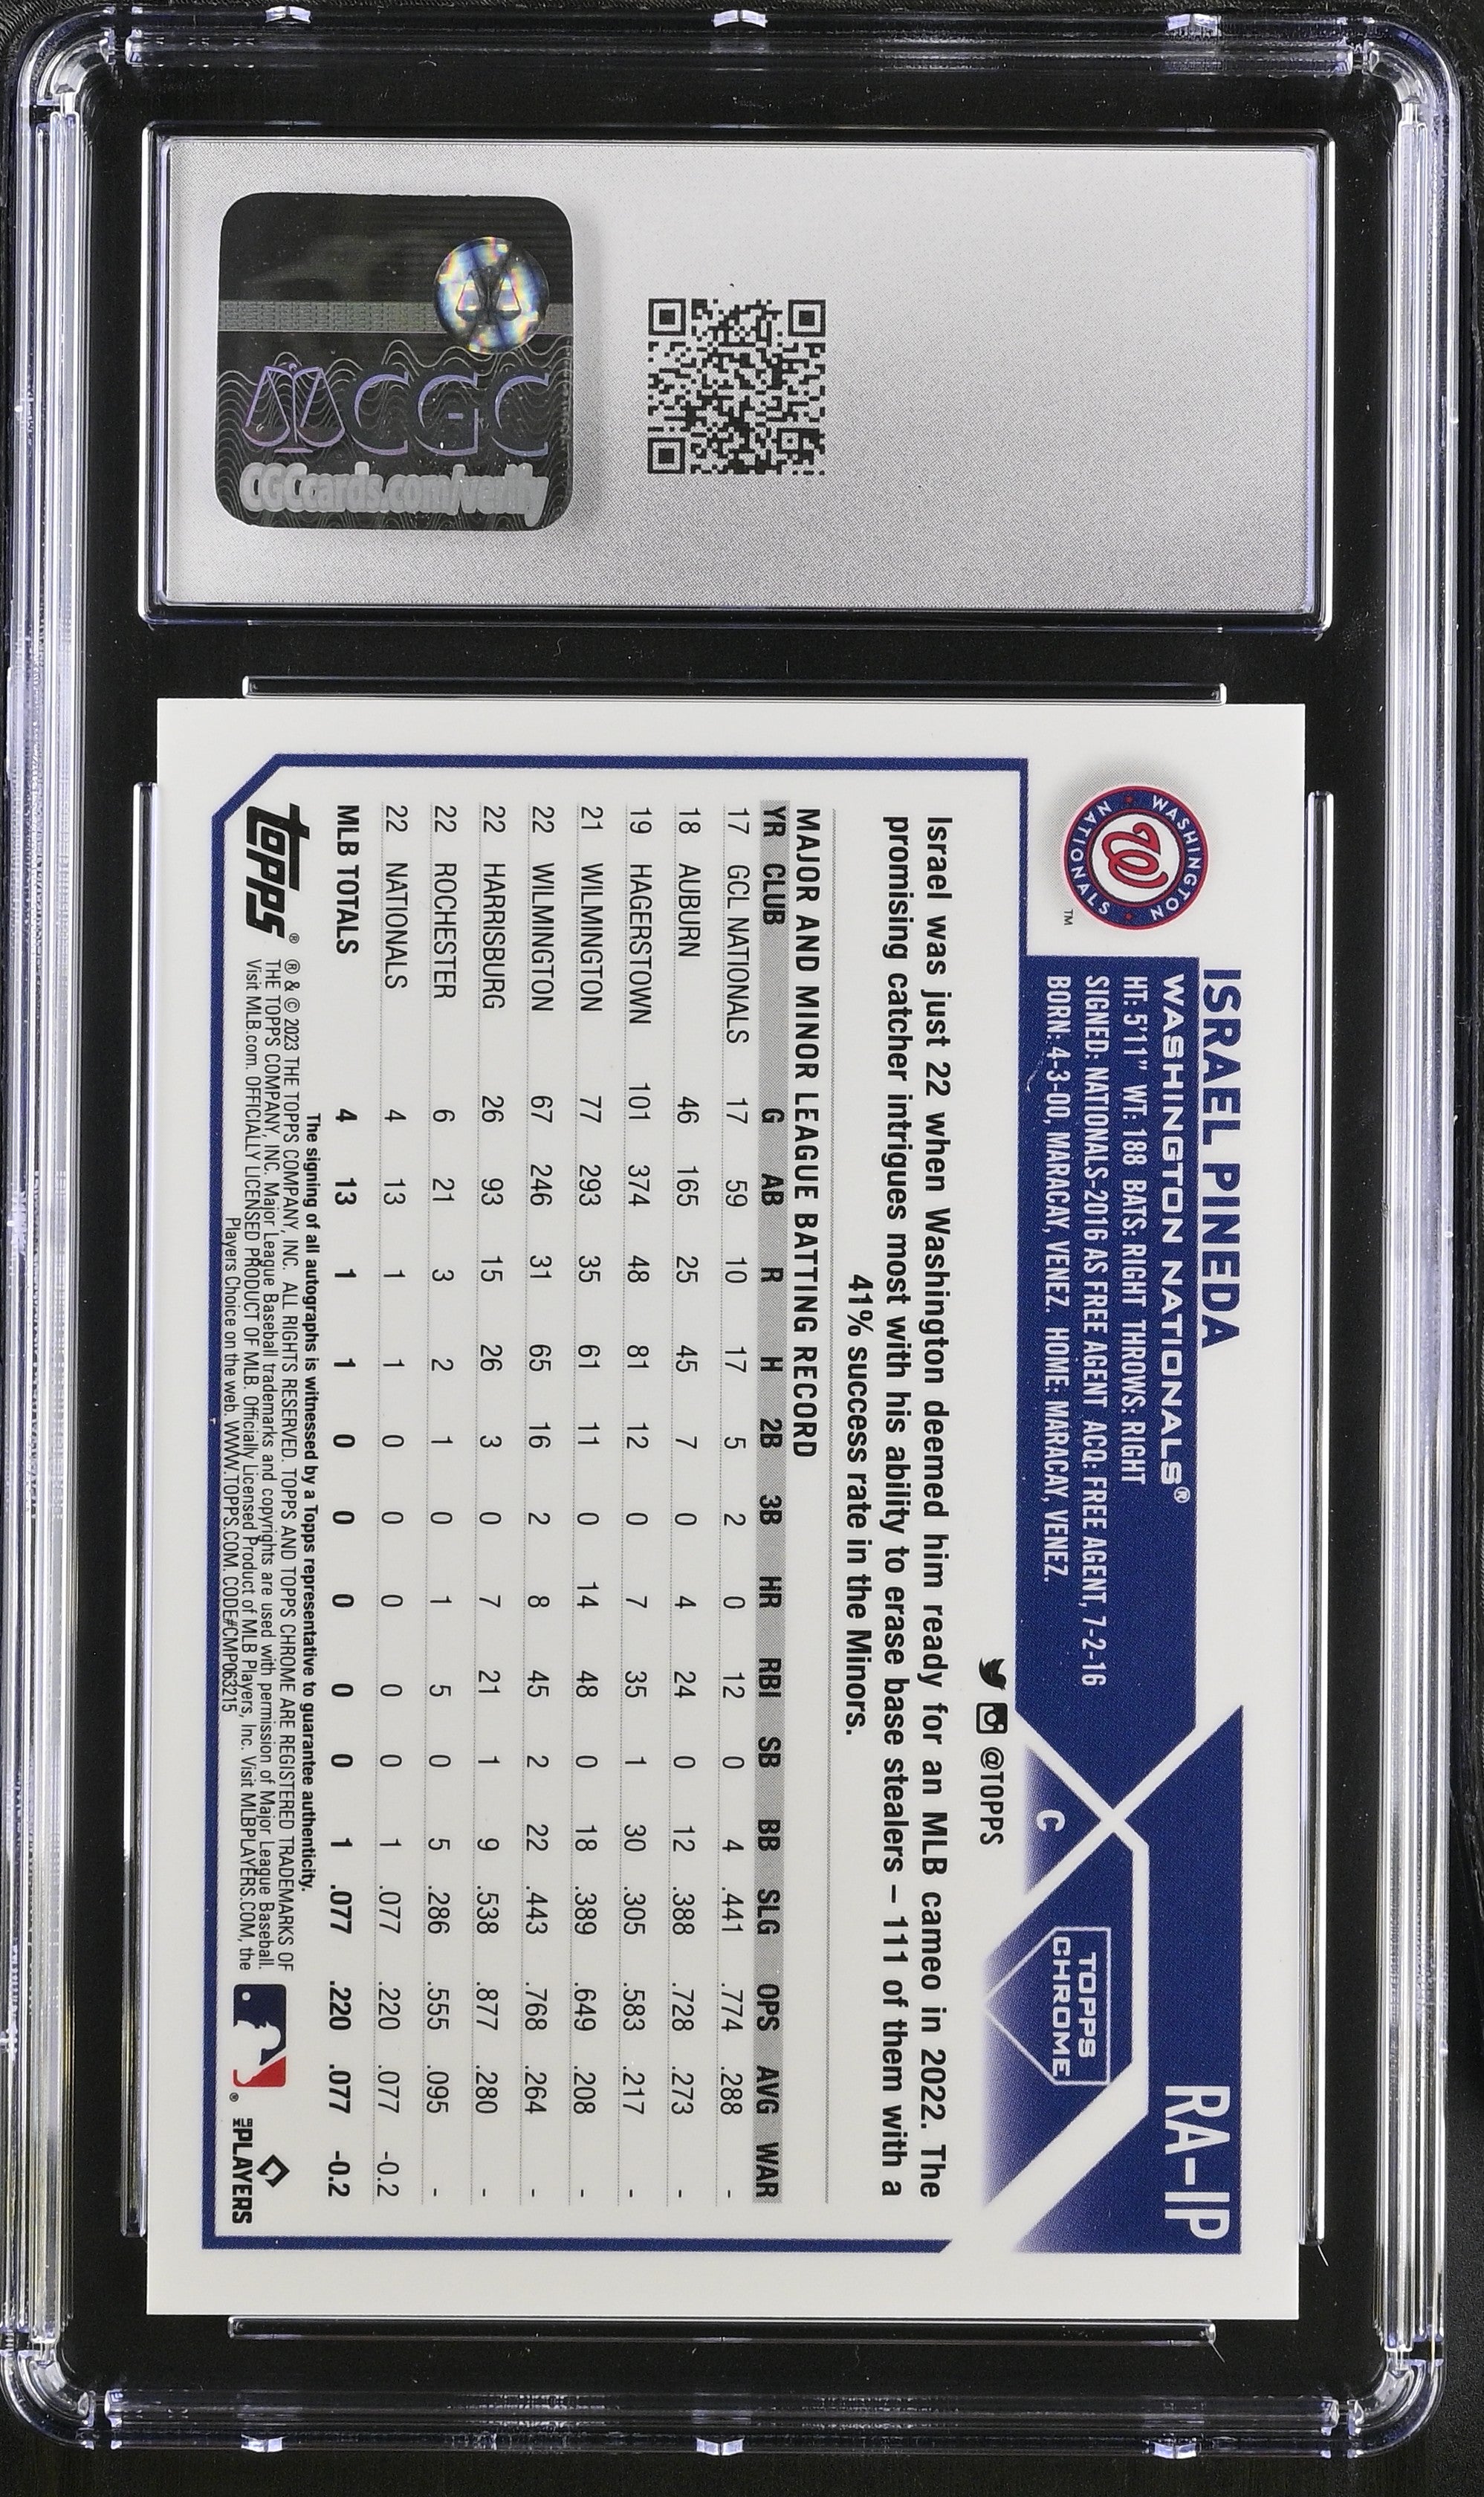 CGC
CGCcards.com/verify
WASHINGTON NATIONALS
TM
ISRAEL PINEDA
WASHINGTON NATIONALS®
HT: 5'11" WT: 188 BATS: RIGHT THROWS: RIGHT
SIGNED: NATIONALS-2016 AS FREE AGENT ACQ: FREE AGENT, 7-2-16
BORN: 4-3-00, MARACAY, VENEZ. HOME: MARACAY, VENEZ.
RA-IP
C
TOPPS
CHROME
@TOPPS
Israel was just 22 when Washington deemed him ready for an MLB cameo in 2022. The
promising catcher intrigues most with his ability to erase base stealers – 111 of them with a
41% success rate in the Minors.
MAJOR AND MINOR LEAGUE BATTING RECORD
YR CLUB G AB R H 2B 3B HR RBI SB BB SLG OPS AVG WAR
17 GCL NATIONALS 17 59 10 17 5 2 0 12 0 4 .441 .774 .288 -
18 AUBURN 46 165 25 45 7 0 4 24 0 12 .388 .728 .273 -
19 HAGERSTOWN 101 374 48 81 12 0 7 35 1 30 .305 .583 .217 -
21 WILMINGTON 77 293 35 61 11 0 14 48 0 18 .389 .649 .208 -
22 WILMINGTON 67 246 31 65 16 2 8 45 2 22 .443 .768 .264 -
22 HARRISBURG 26 93 15 26 3 0 7 21 1 9 .538 .877 .280 -
22 ROCHESTER 6 21 3 2 1 0 1 5 0 5 .286 .555 .095 -
22 NATIONALS 4 13 1 1 0 0 0 0 0 1 .077 .220 .077 -0.2
MLB TOTALS 4 13 1 1 0 0 0 0 0 1 .077 .220 .077 -0.2
The signing of all autographs is witnessed by a Topps representative to guarantee authenticity.
topps®
® & © 2023 THE TOPPS COMPANY, INC. ALL RIGHTS RESERVED. TOPPS AND TOPPS CHROME ARE REGISTERED TRADEMARKS OF
THE TOPPS COMPANY, INC. Major League Baseball trademarks and copyrights are used with permission of Major League Baseball.
Visit MLB.com. OFFICIALLY LICENSED PRODUCT OF MLB. Officially Licensed Product of MLB Players, Inc. Visit MLBPLAYERS.COM, the
Players Choice on the web. WWW.TOPPS.COM. CODE#CMP063215
PLAYERS